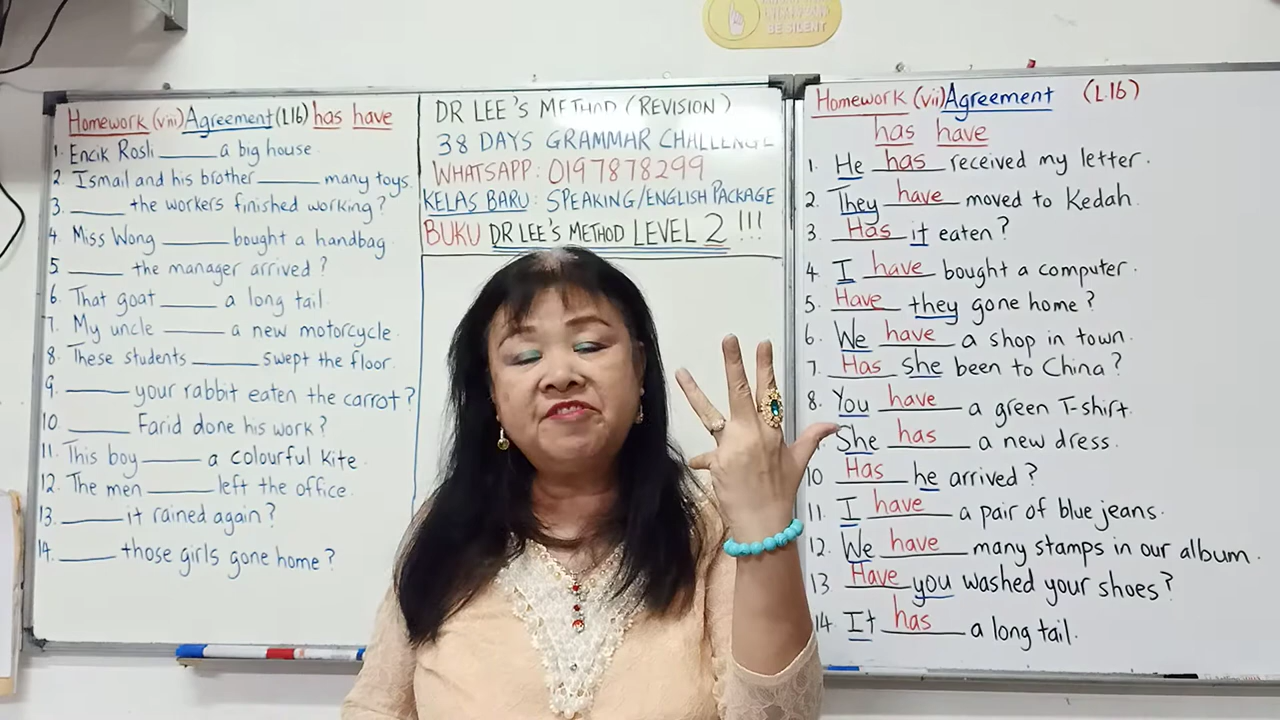 BE SILENT
Homework (viii) Agreement (L16) has have
1. Encik Rosli ______ a big house.
2. Ismail and his brother ______ many toys.
3. ______ the workers finished working?
4. Miss Wong ______ bought a handbag.
5. ______ the manager arrived?
6. That goat ______ a long tail.
7. My uncle ______ a new motorcycle.
8. These students ______ swept the floor.
9. ______ your rabbit eaten the carrot?
10. ______ Farid done his work?
11. This boy ______ a colourful kite.
12. The men ______ left the office.
13. ______ it rained again?
14. ______ those girls gone home?
DR LEE'S METHOD (REVISION)
38 DAYS GRAMMAR CHALLENGE
WHATSAPP: 0197878299
KELAS BARU: SPEAKING/ENGLISH PACKAGE
BUKU DR LEE'S METHOD LEVEL 2 !!!
Homework (vii) Agreement (L16)
has have
1. He has received my letter.
2. They have moved to Kedah.
3. Has it eaten?
4. I have bought a computer.
5. Have they gone home?
6. We have a shop in town.
7. Has she been to China?
8. You have a green T-shirt.
She has a new dress.
10 Has he arrived?
11. I have a pair of blue jeans.
12. We have many stamps in our album.
13 Have you washed your shoes?
14. It has a long tail.